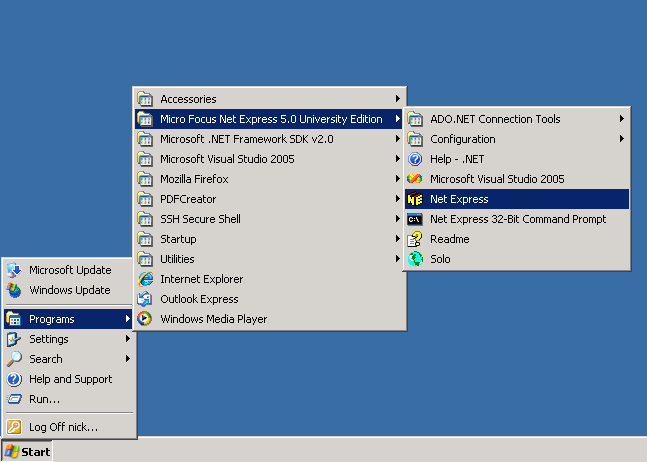 Accessories
Micro Focus Net Express 5.0 University Edition
Microsoft .NET Framework SDK v2.0
Microsoft Visual Studio 2005
Mozilla Firefox
PDFCreator
SSH Secure Shell
Startup
Utilities
Internet Explorer
Outlook Express
Windows Media Player
ADO.NET Connection Tools
Configuration
Help - .NET
Microsoft Visual Studio 2005
Net Express
Net Express 32-Bit Command Prompt
Readme
Solo
Microsoft Update
Windows Update
Programs
Settings
Search
Help and Support
Run...
Log Off nick...
Start